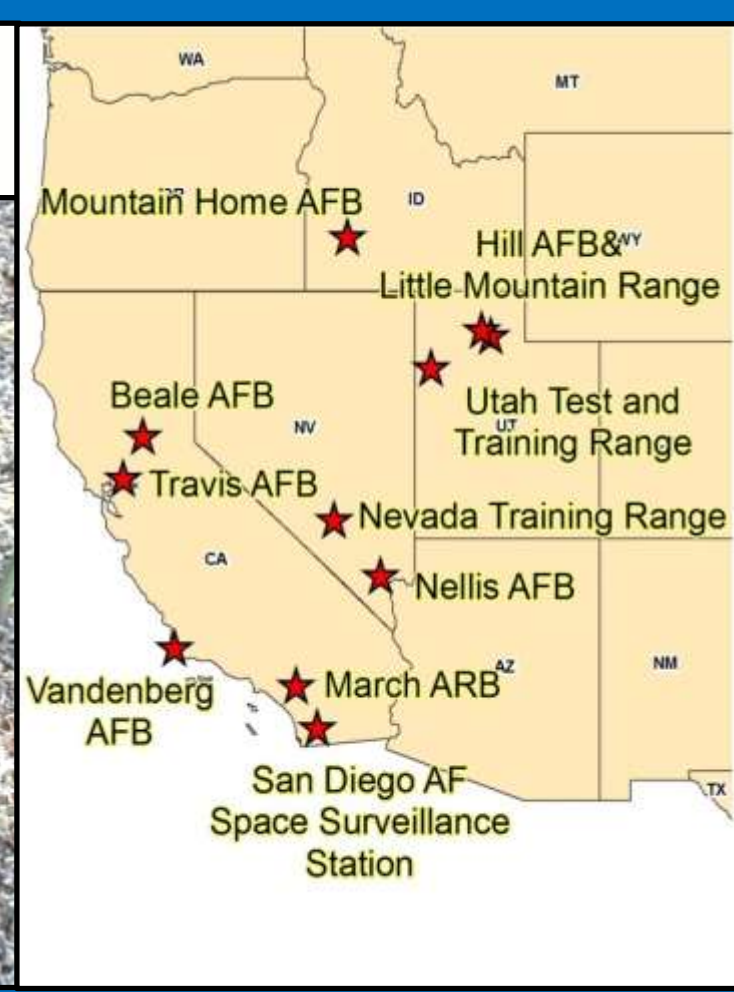 WA
MT
Mountain Home AFB
ID
Hill AFB&
WY
Little Mountain Range
Beale AFB
NV
Utah Test and
UT
Training Range
Travis AFB
Nevada Training Range
CA
Nellis AFB
Vandenberg
AFB
March ARB
AZ
NM
San Diego AF
Space Surveillance
Station
TX